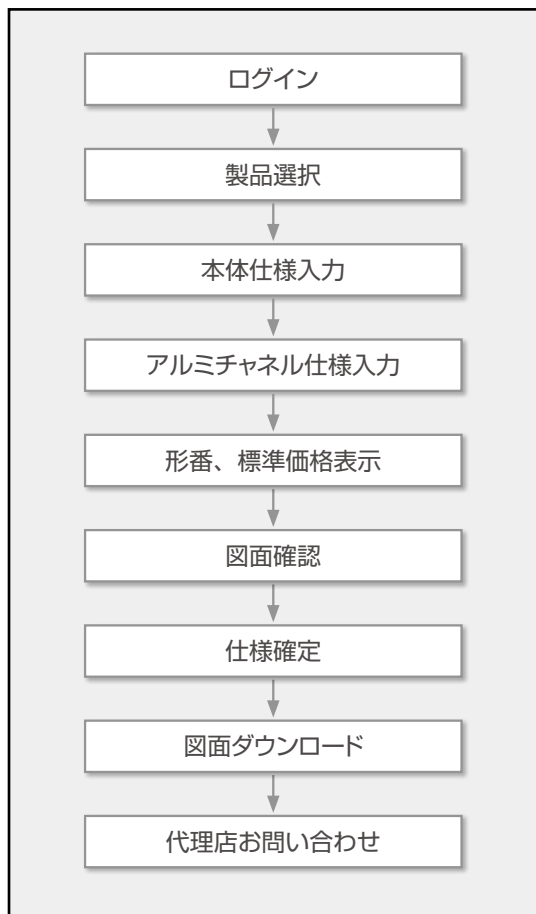 ログイン
製品選択
本体仕様入力
アルミチャネル仕様入力
形番、標準価格表示
図面確認
仕様確定
図面ダウンロード
代理店お問い合わせ